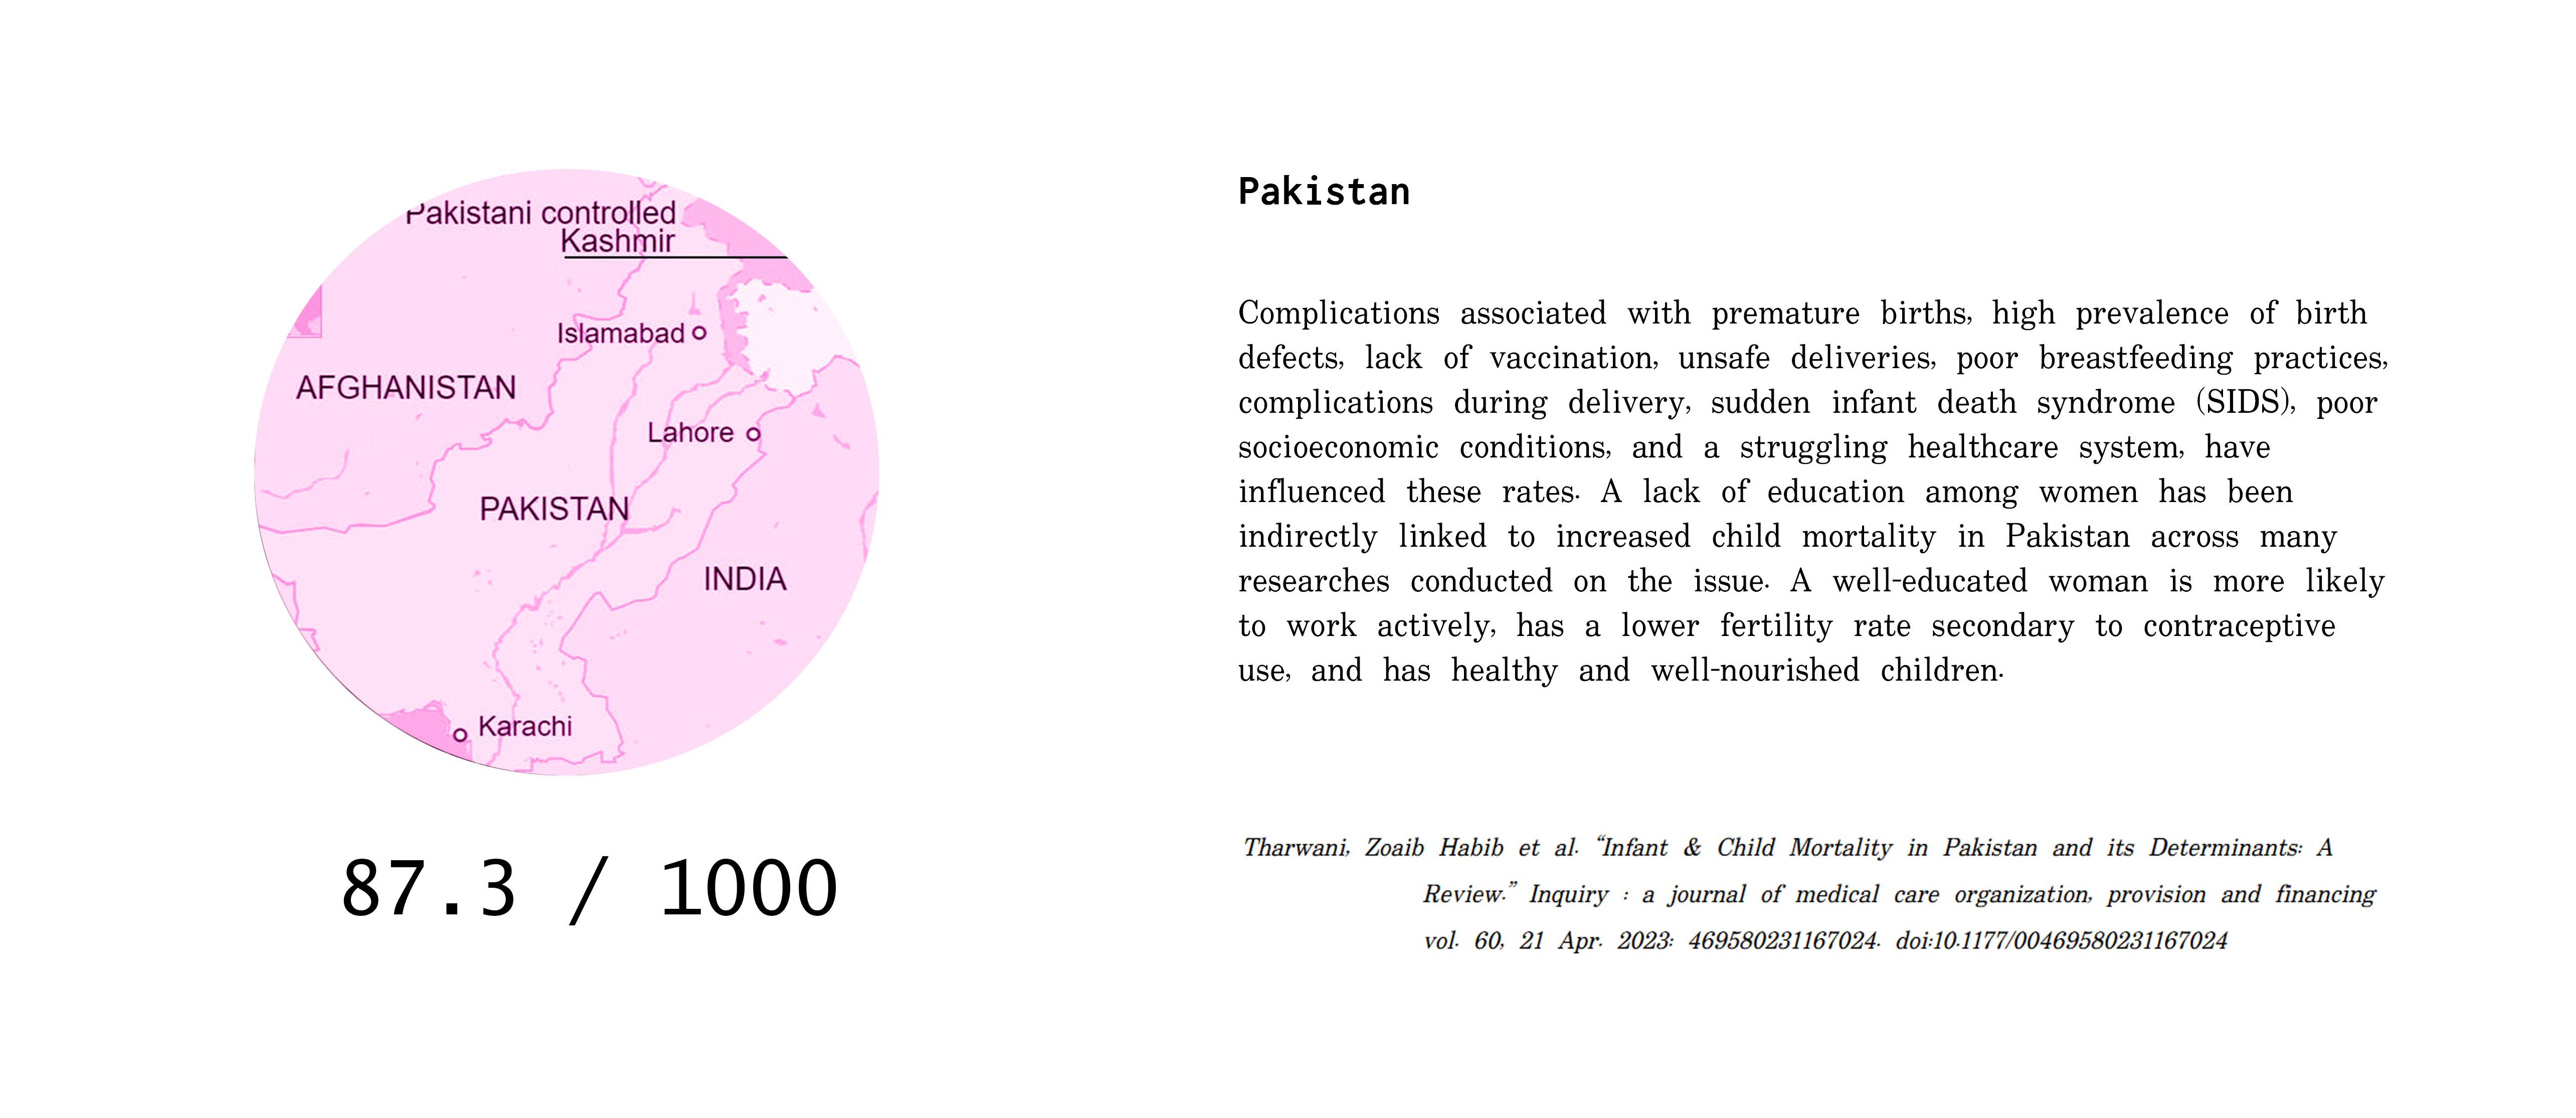 Pakistani controlled
Kashmir
Islamabad
AFGHANISTAN
Lahore
PAKISTAN
INDIA
Karachi
87.3 / 1000
Pakistan
Complications associated with premature births, high prevalence of birth
defects, lack of vaccination, unsafe deliveries, poor breastfeeding practices,
complications during delivery, sudden infant death syndrome (SIDS), poor
socioeconomic conditions, and a struggling healthcare system, have
influenced these rates. A lack of education among women has been
indirectly linked to increased child mortality in Pakistan across many
researches conducted on the issue. A well-educated woman is more likely
to work actively, has a lower fertility rate secondary to contraceptive
use, and has healthy and well-nourished children.
Tharwani, Zoaib Habib et al. “Infant & Child Mortality in Pakistan and its Determinants: A
Review.” Inquiry : a journal of medical care organization, provision and financing
vol. 60, 21 Apr. 2023: 469580231167024. doi:10.1177/00469580231167024